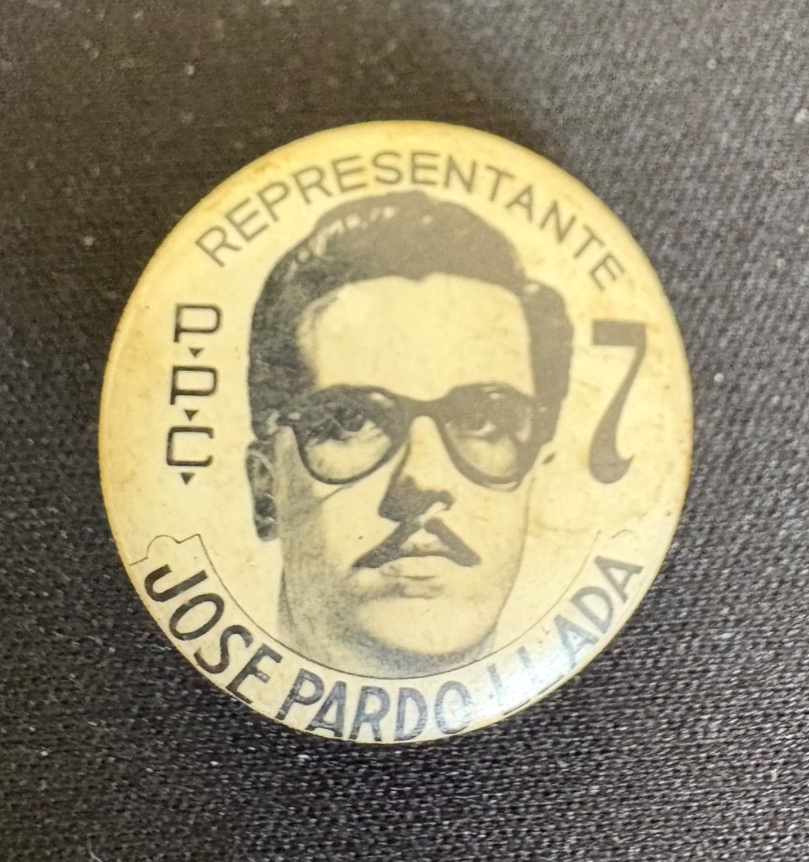 REPRESENTANTE
P.P.C.
7
JOSE PARDO LLADA